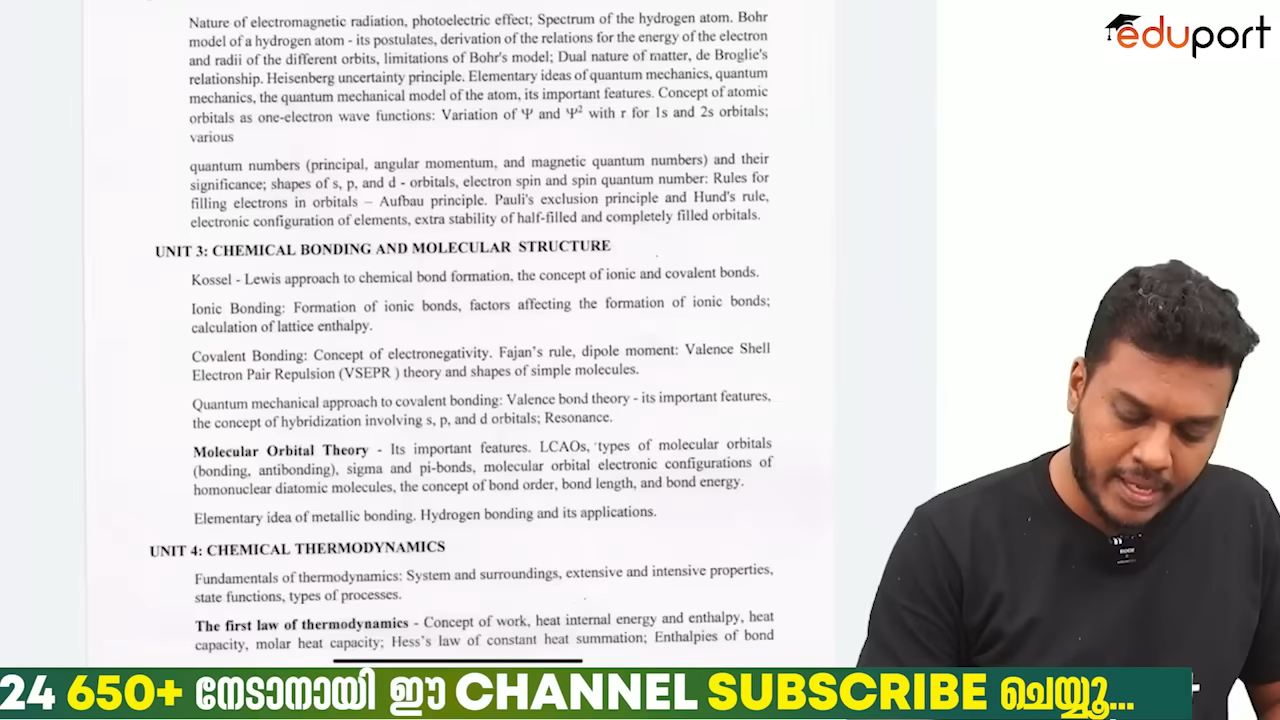 eduport
Nature of electromagnetic radiation, photoelectric effect; Spectrum of the hydrogen atom. Bohr
model of a hydrogen atom - its postulates, derivation of the relations for the energy of the electron
and radii of the different orbits, limitations of Bohr's model; Dual nature of matter, de Broglie's
relationship. Heisenberg uncertainty principle. Elementary ideas of quantum mechanics, quantum
mechanics, the quantum mechanical model of the atom, its important features. Concept of atomic
orbitals as one-electron wave functions: Variation of Ψ and Ψ² with r for 1s and 2s orbitals;
various
quantum numbers (principal, angular momentum, and magnetic quantum numbers) and their
significance; shapes of s, p, and d - orbitals, electron spin and spin quantum number: Rules for
filling electrons in orbitals – Aufbau principle. Pauli's exclusion principle and Hund's rule,
electronic configuration of elements, extra stability of half-filled and completely filled orbitals.
UNIT 3: CHEMICAL BONDING AND MOLECULAR STRUCTURE
Kossel - Lewis approach to chemical bond formation, the concept of ionic and covalent bonds.
Ionic Bonding: Formation of ionic bonds, factors affecting the formation of ionic bonds;
calculation of lattice enthalpy.
Covalent Bonding: Concept of electronegativity. Fajan's rule, dipole moment: Valence Shell
Electron Pair Repulsion (VSEPR ) theory and shapes of simple molecules.
Quantum mechanical approach to covalent bonding: Valence bond theory - its important features,
the concept of hybridization involving s, p, and d orbitals; Resonance.
Molecular Orbital Theory - Its important features. LCAOs, types of molecular orbitals
(bonding, antibonding), sigma and pi-bonds, molecular orbital electronic configurations of
homonuclear diatomic molecules, the concept of bond order, bond length, and bond energy.
Elementary idea of metallic bonding. Hydrogen bonding and its applications.
UNIT 4: CHEMICAL THERMODYNAMICS
Fundamentals of thermodynamics: System and surroundings, extensive and intensive properties,
state functions, types of processes.
The first law of thermodynamics - Concept of work, heat internal energy and enthalpy, heat
capacity, molar heat capacity; Hess's law of constant heat summation; Enthalpies of bond
24 650+ നേടാനായി ഈ CHANNEL SUBSCRIBE ചെയ്യൂ...